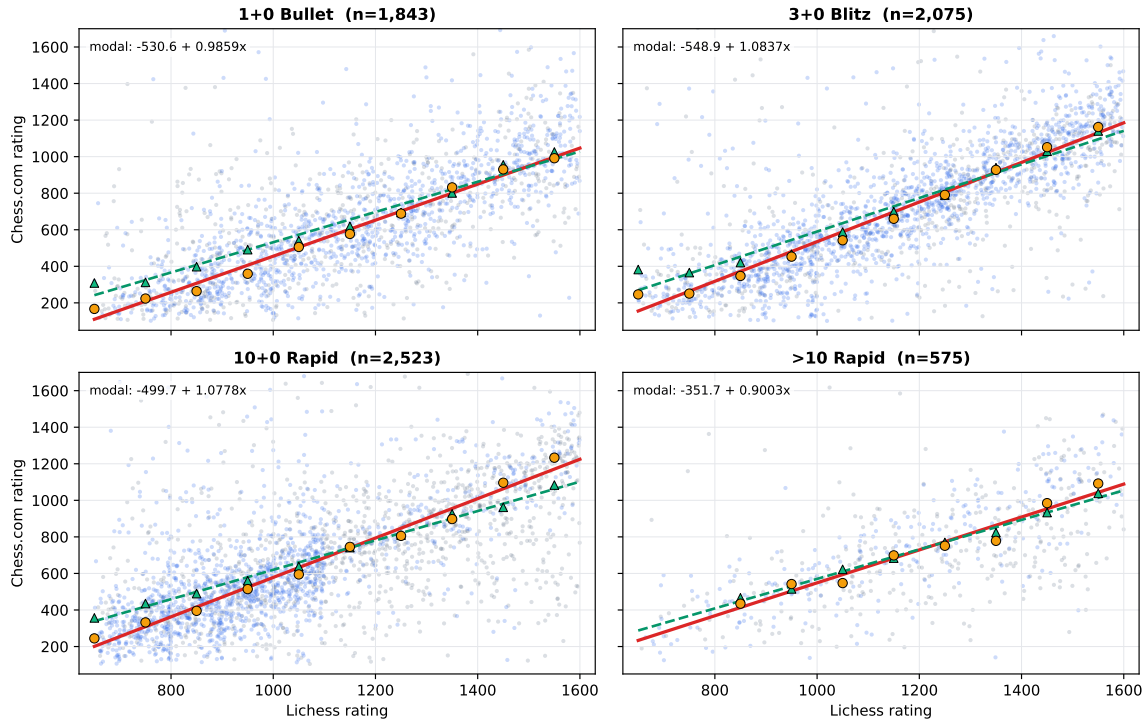 1+0 Bullet  (n=1,843)
modal: -530.6 + 0.9859x
1600
1400
1200
1000
800
600
400
200
Chess.com rating
3+0 Blitz  (n=2,075)
modal: -548.9 + 1.0837x
10+0 Rapid  (n=2,523)
modal: -499.7 + 1.0778x
1600
1400
1200
1000
800
600
400
200
Chess.com rating
800 1000 1200 1400 1600
Lichess rating
>10 Rapid  (n=575)
modal: -351.7 + 0.9003x
800 1000 1200 1400 1600
Lichess rating